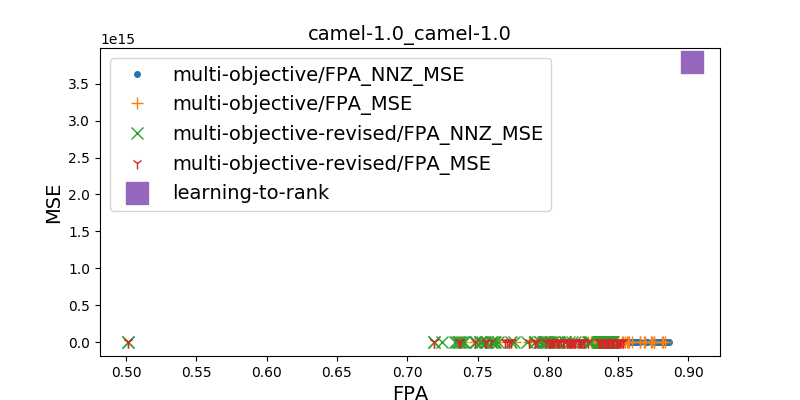 camel-1.0_camel-1.0
1e15
multi-objective/FPA_NNZ_MSE
multi-objective/FPA_MSE
multi-objective-revised/FPA_NNZ_MSE
multi-objective-revised/FPA_MSE
learning-to-rank
MSE
3.5
3.0
2.5
2.0
1.5
1.0
0.5
0.0
0.50 0.55 0.60 0.65 0.70 0.75 0.80 0.85 0.90
FPA